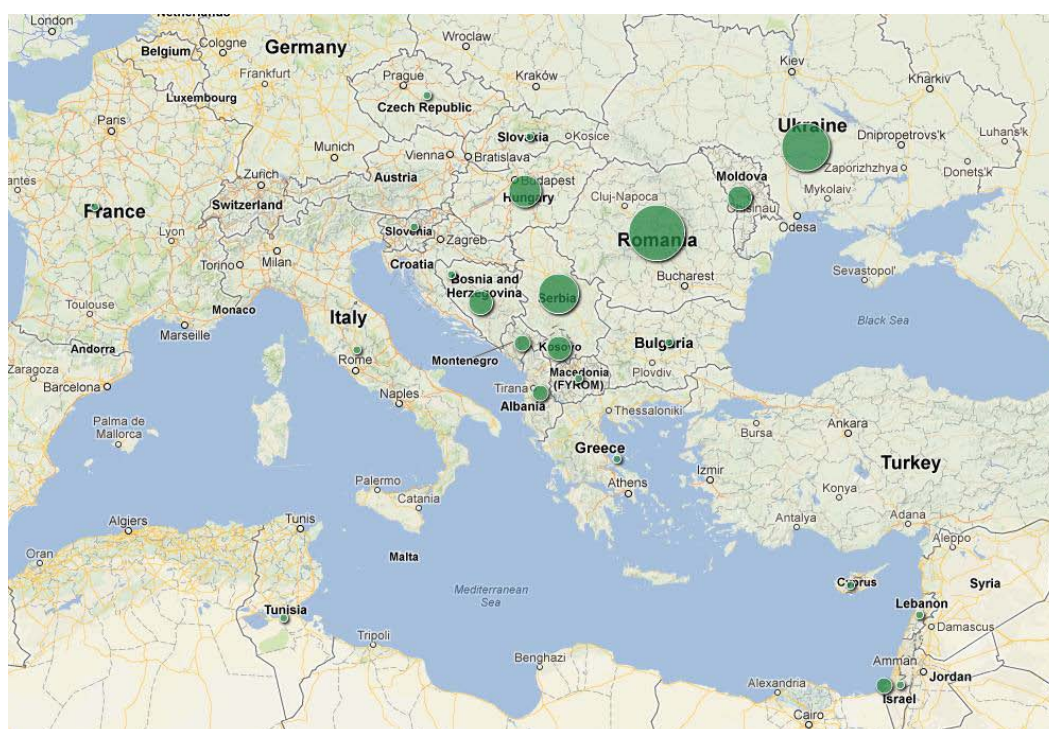 London
Netherlands
Cologne
Belgium
Germany
Wroclaw
Kiev
Kharkiv
Frankfurt
Prague
Kraków
Luxembourg
Czech Republic
Paris
Ukraine
Slovakia
Kosice
Dnipropetrovs'k
Luhans'k
Munich
Vienna
Bratislava
Zaporizhzhya
Donets'k
Zurich
Austria
Budapest
Moldova
Nantes
Switzerland
Hungary
Cluj-Napoca
Mykolaiv
Chisinau
France
Slovenia
Odesa
Lyon
Zagreb
Romania
Torino
Milan
Croatia
Bosnia and
Herzegovina
Bucharest
Sevastopol'
Toulouse
Monaco
Italy
Serbia
Black Sea
Marseille
Andorra
Rome
Montenegro
Kosovo
Bulgaria
Zaragoza
Barcelona
Macedonia
(FYROM)
Plovdiv
Tirana
Naples
Albania
Thessaloniki
Palma de
Mallorca
Bursa
Ankara
Greece
Turkey
Izmir
Palermo
Athens
Konya
Catania
Antalya
Adana
Algiers
Tunis
Aleppo
Oran
Malta
Cyprus
Syria
Mediterranean
Sea
Tunisia
Lebanon
Damascus
Tripoli
Benghazi
Amman
Jordan
Alexandria
Israel
Cairo